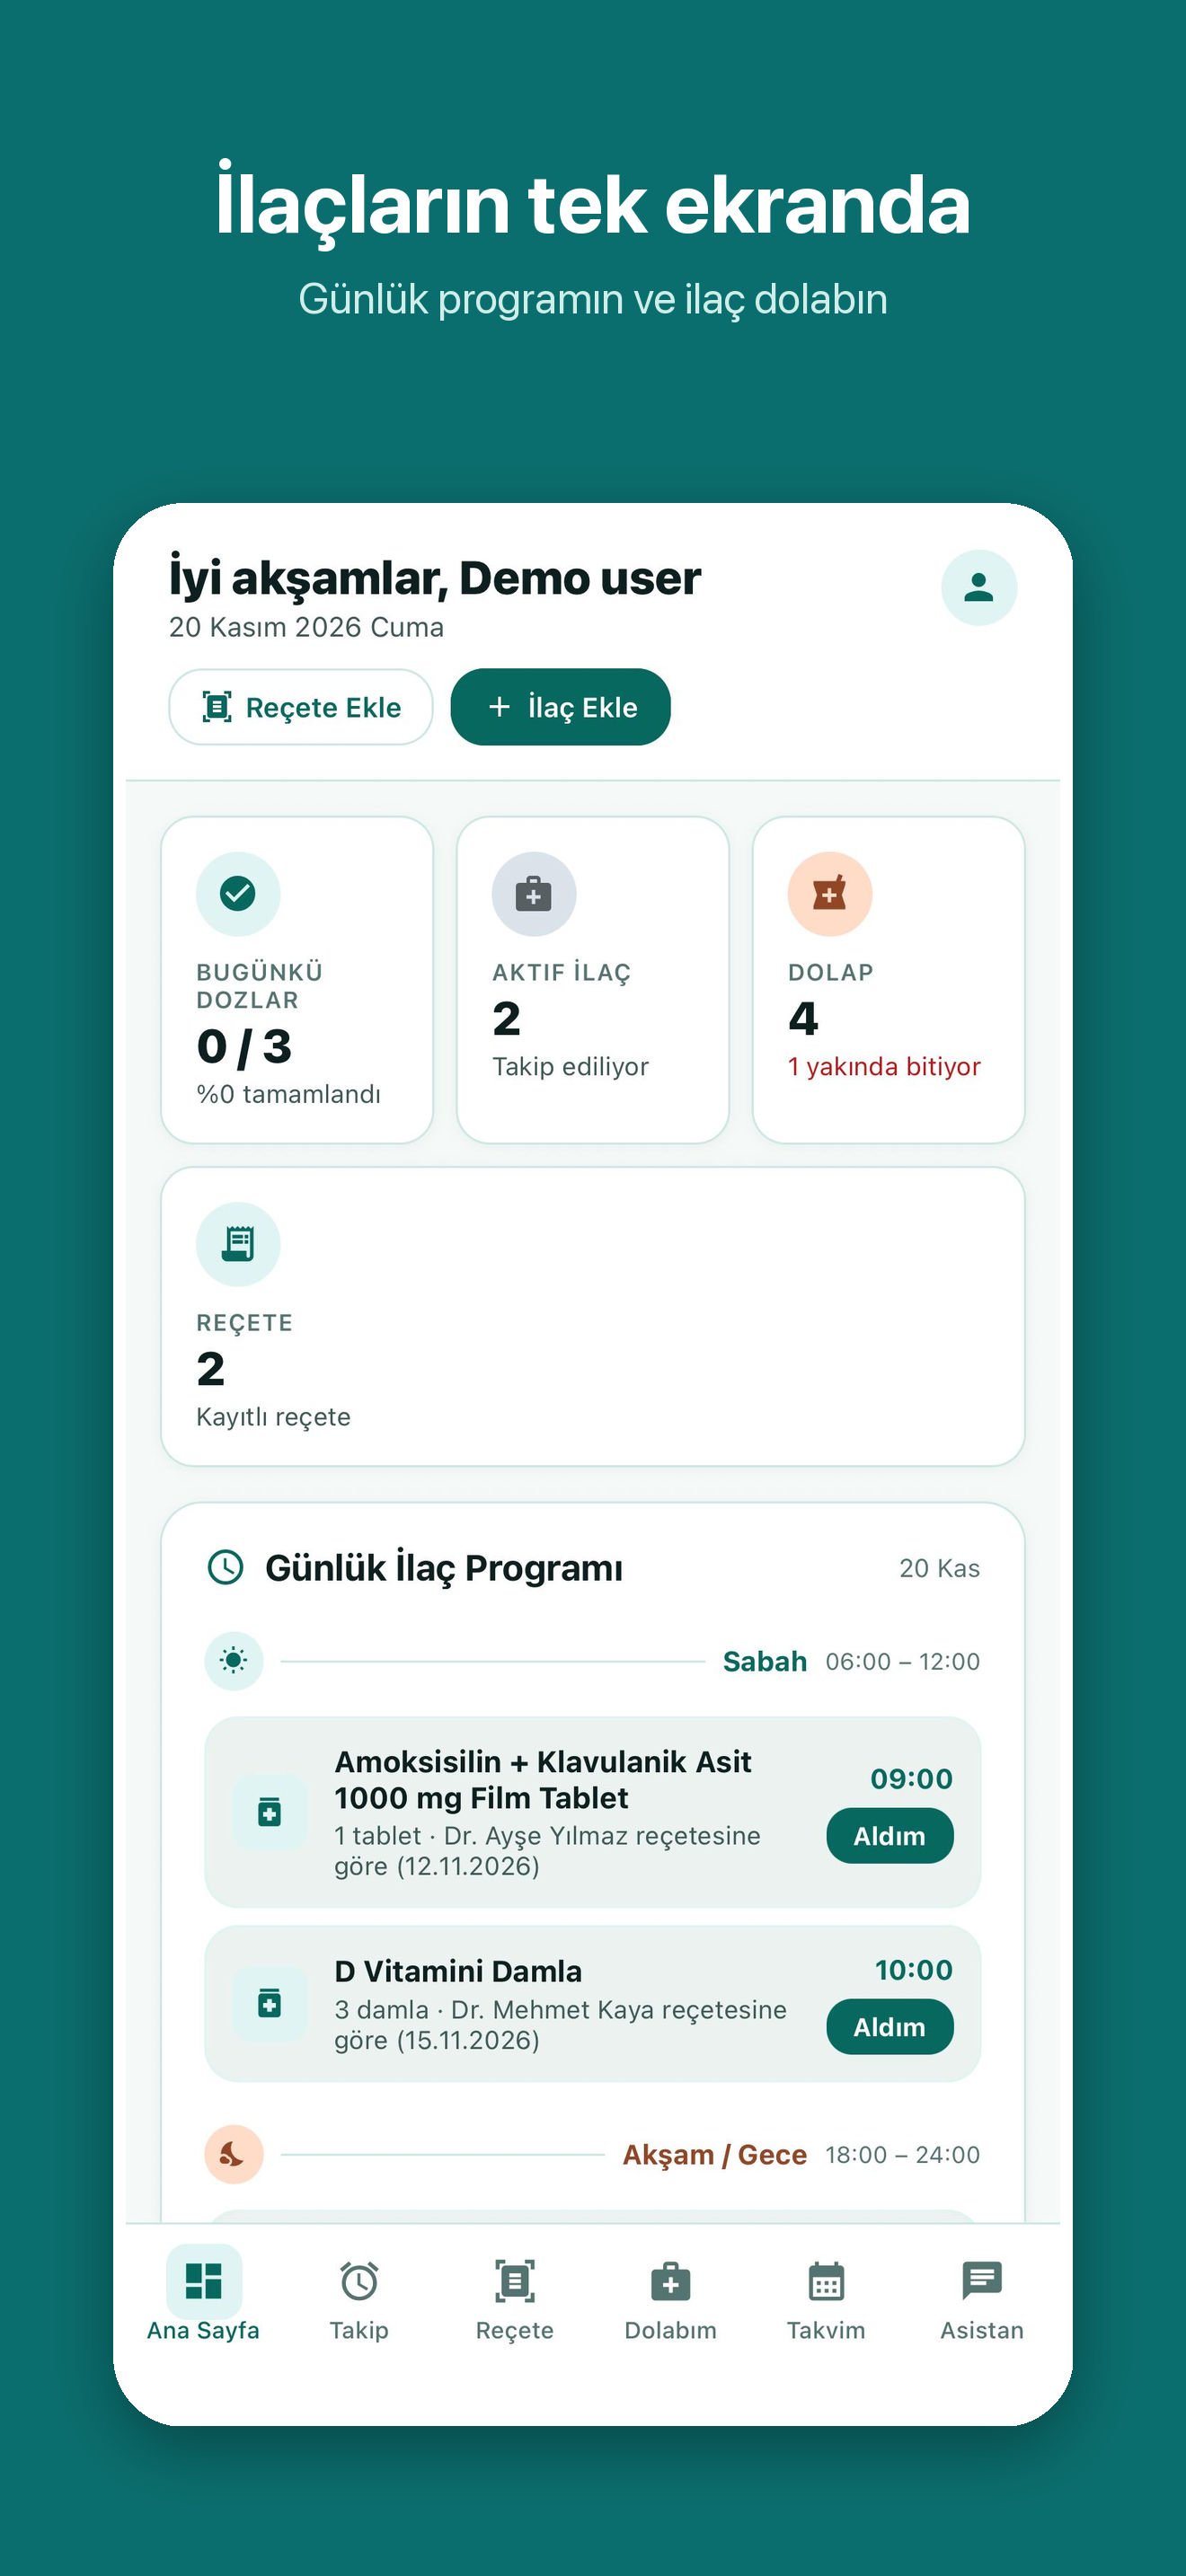 İlaçların tek ekranda
Günlük programın ve ilaç dolabın
İyi akşamlar, Demo user
20 Kasım 2026 Cuma
Reçete Ekle
+ İlaç Ekle
BUGÜNKÜ
DOZLAR
0 / 3
%0 tamamlandı
AKTIF İLAÇ
2
Takip ediliyor
DOLAP
4
1 yakında bitiyor
REÇETE
2
Kayıtlı reçete
Günlük İlaç Programı
20 Kas
Sabah 06:00 – 12:00
Amoksisilin + Klavulanik Asit
1000 mg Film Tablet
1 tablet · Dr. Ayşe Yılmaz reçetesine
göre (12.11.2026)
09:00
Aldım
D Vitamini Damla
3 damla · Dr. Mehmet Kaya reçetesine
göre (15.11.2026)
10:00
Aldım
Akşam / Gece 18:00 – 24:00
Ana Sayfa
Takip
Reçete
Dolabım
Takvim
Asistan